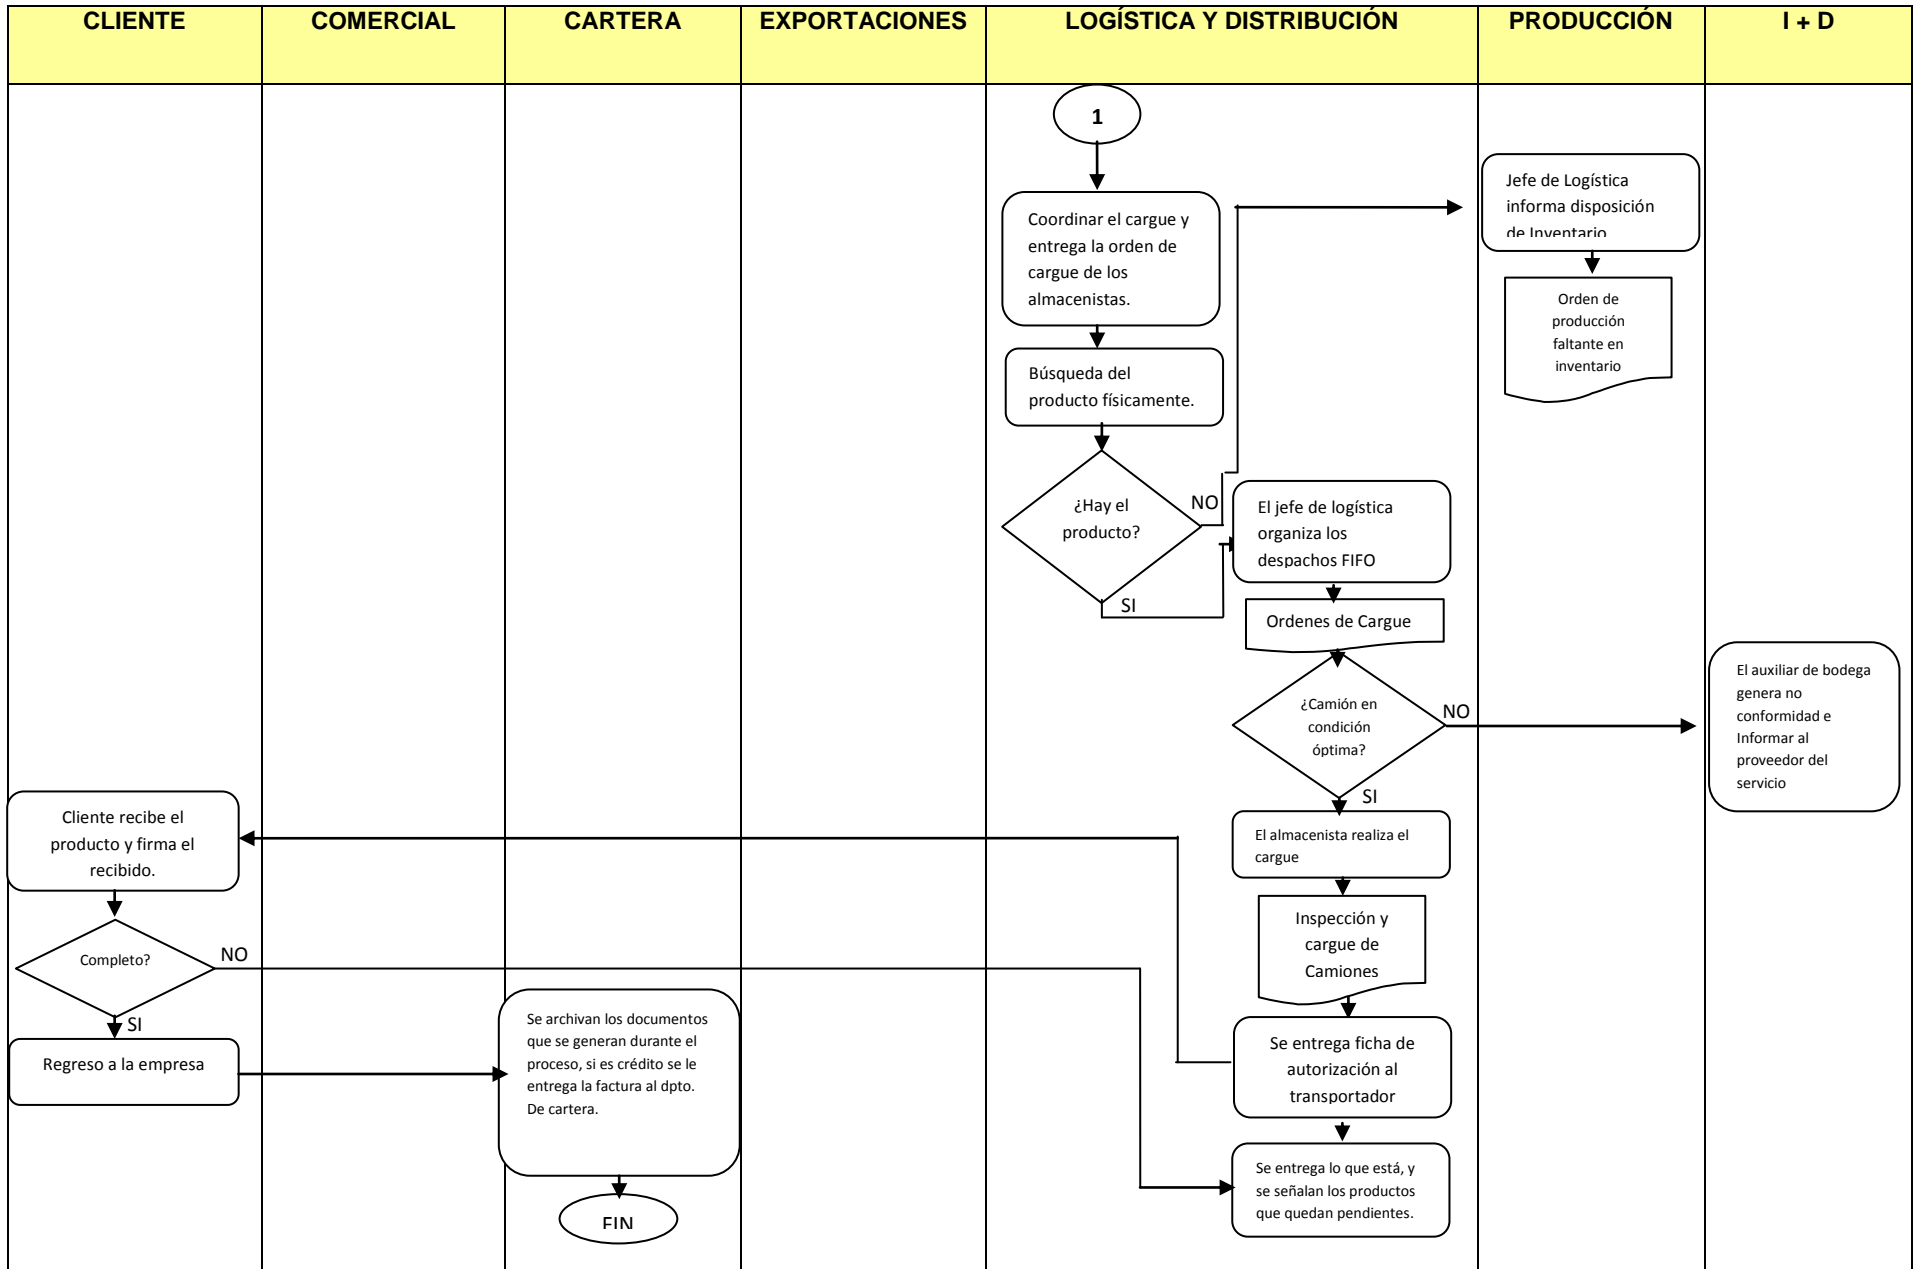 CLIENTE
COMERCIAL
CARTERA
EXPORTACIONES
LOGÍSTICA Y DISTRIBUCIÓN
PRODUCCIÓN
I + D
1
Coordinar el cargue y
entrega la orden de
cargue de los
almacenistas.
Jefe de Logística
informa disposición
de Inventario
Orden de
producción
faltante en
inventario
Búsqueda del
producto físicamente.
¿Hay el
producto?
NO
SI
El jefe de logística
organiza los
despachos FIFO
Ordenes de Cargue
¿Camión en
condición
óptima?
NO
SI
El auxiliar de bodega
genera no
conformidad e
Informar al
proveedor del
servicio
El almacenista realiza el
cargue
Inspección y
cargue de
Camiones
Se entrega ficha de
autorización al
transportador
Se entrega lo que está, y
se señalan los productos
que quedan pendientes.
Cliente recibe el
producto y firma el
recibido.
Completo?
NO
SI
Regreso a la empresa
Se archivan los documentos
que se generan durante el
proceso, si es crédito se le
entrega la factura al dpto.
De cartera.
FIN